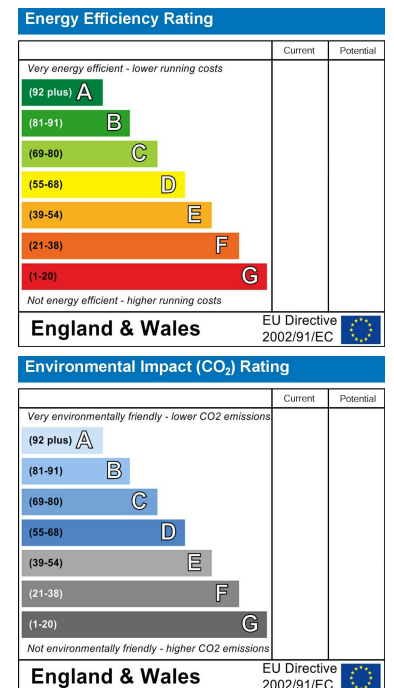 Energy Efficiency Rating
Current Potential
Very energy efficient - lower running costs
(92 plus) A
(81-91) B
(69-80) C
(55-68) D
(39-54) E
(21-38) F
(1-20) G
Not energy efficient - higher running costs
England & Wales EU Directive 2002/91/EC
Environmental Impact (CO₂) Rating
Current Potential
Very environmentally friendly - lower CO2 emissions
(92 plus) A
(81-91) B
(69-80) C
(55-68) D
(39-54) E
(21-38) F
(1-20) G
Not environmentally friendly - higher CO2 emissions
England & Wales EU Directive 2002/91/EC